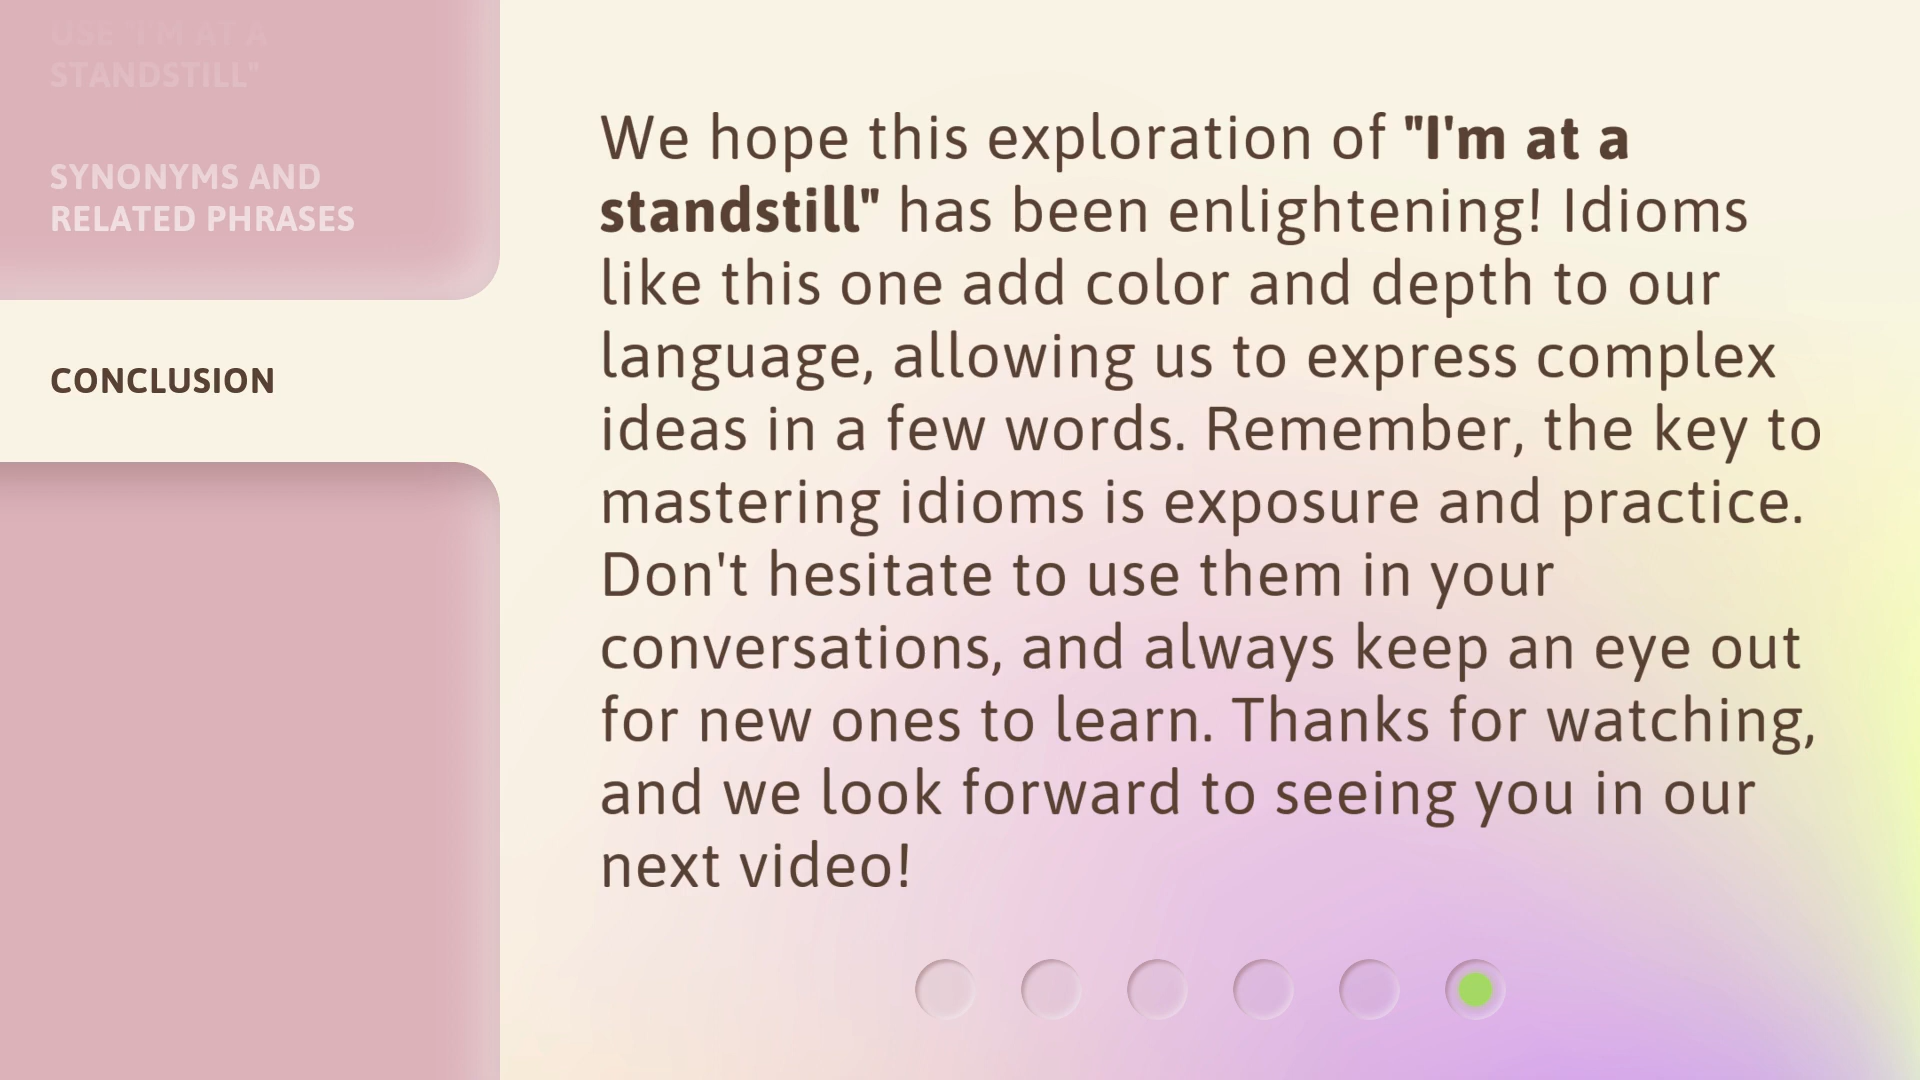 USE "I'M AT A
STANDSTILL"
SYNONYMS AND
RELATED PHRASES
CONCLUSION
We hope this exploration of "I'm at a
standstill" has been enlightening! Idioms
like this one add color and depth to our
language, allowing us to express complex
ideas in a few words. Remember, the key to
mastering idioms is exposure and practice.
Don't hesitate to use them in your
conversations, and always keep an eye out
for new ones to learn. Thanks for watching,
and we look forward to seeing you in our
next video!